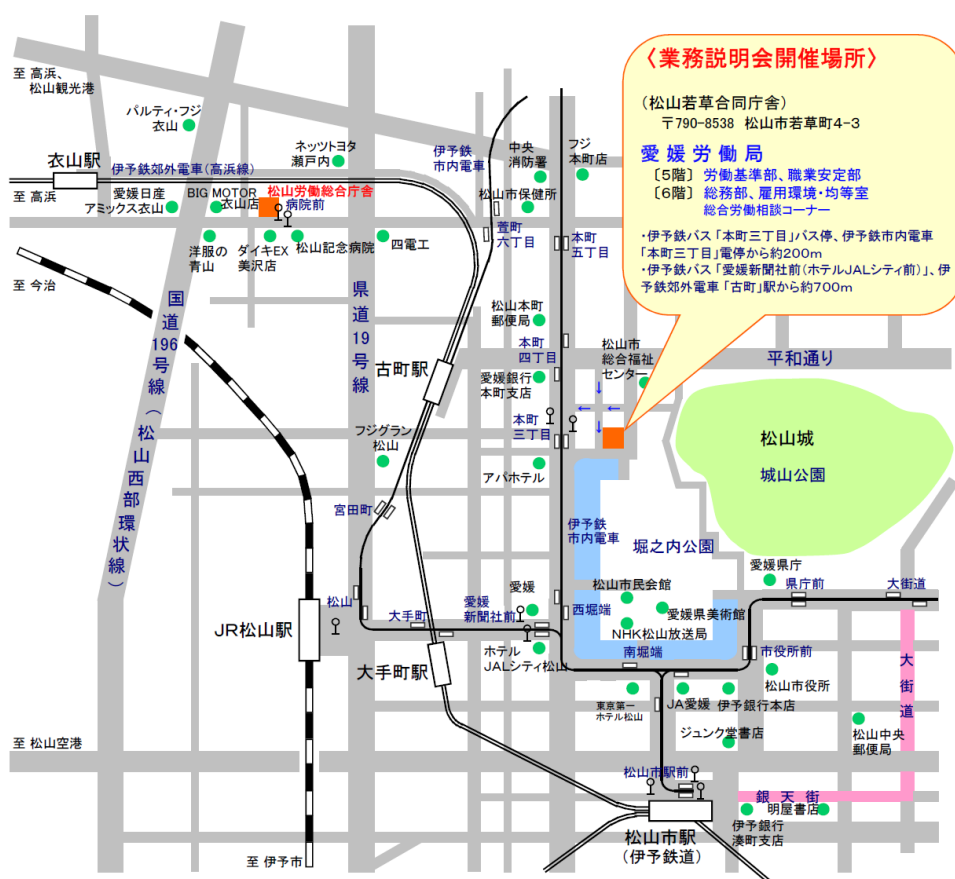 〈業務説明会開催場所〉
(松山若草合同庁舎)
〒790-8538 松山市若草町4-3
愛媛労働局
〔5階〕 労働基準部、職業安定部
〔6階〕 総務部、雇用環境・均等室
総合労働相談コーナー
・伊予鉄バス「本町三丁目」バス停、伊予鉄市内電車
「本町三丁目」電停から約200m
・伊予鉄バス「愛媛新聞社前(ホテルJALシティ前)」、伊
予鉄郊外電車「古町」駅から約700m
至 高浜、
松山観光港
パルティ・フジ
衣山
衣山駅
伊予鉄郊外電車(高浜線)
ネッツトヨタ
瀬戸内
伊予鉄
市内電車
中央
消防署
フジ
本町店
至 高浜
愛媛日産
アミックス衣山
BIG MOTOR
衣山店
松山労働総合庁舎
病院前
松山市保健所
洋服の
青山
ダイキEX
美沢店
松山記念病院
四電工
萱町
六丁目
本町
五丁目
至 今治
国道196号線(松山西部環状線)
県道19号線
松山本町
郵便局
本町
四丁目
松山市
総合福祉
センター
平和通り
古町駅
愛媛銀行
本町支店
フジグラン
松山
本町
三丁目
アパホテル
松山城
城山公園
宮田町
伊予鉄
市内電車
堀之内公園
愛媛県庁
県庁前
大街道
松山
大手町
愛媛
新聞社前
愛媛
西堀端
松山市民会館
愛媛県美術館
NHK松山放送局
JR松山駅
大手町駅
ホテル
JALシティ松山
南堀端
市役所前
松山市役所
大街道
東京第一
ホテル松山
JA愛媛
伊予銀行本店
ジュンク堂書店
松山中央
郵便局
至 松山空港
松山市駅前
銀天街
明屋書店
松山市駅
(伊予鉄道)
伊予銀行
湊町支店
至 伊予市